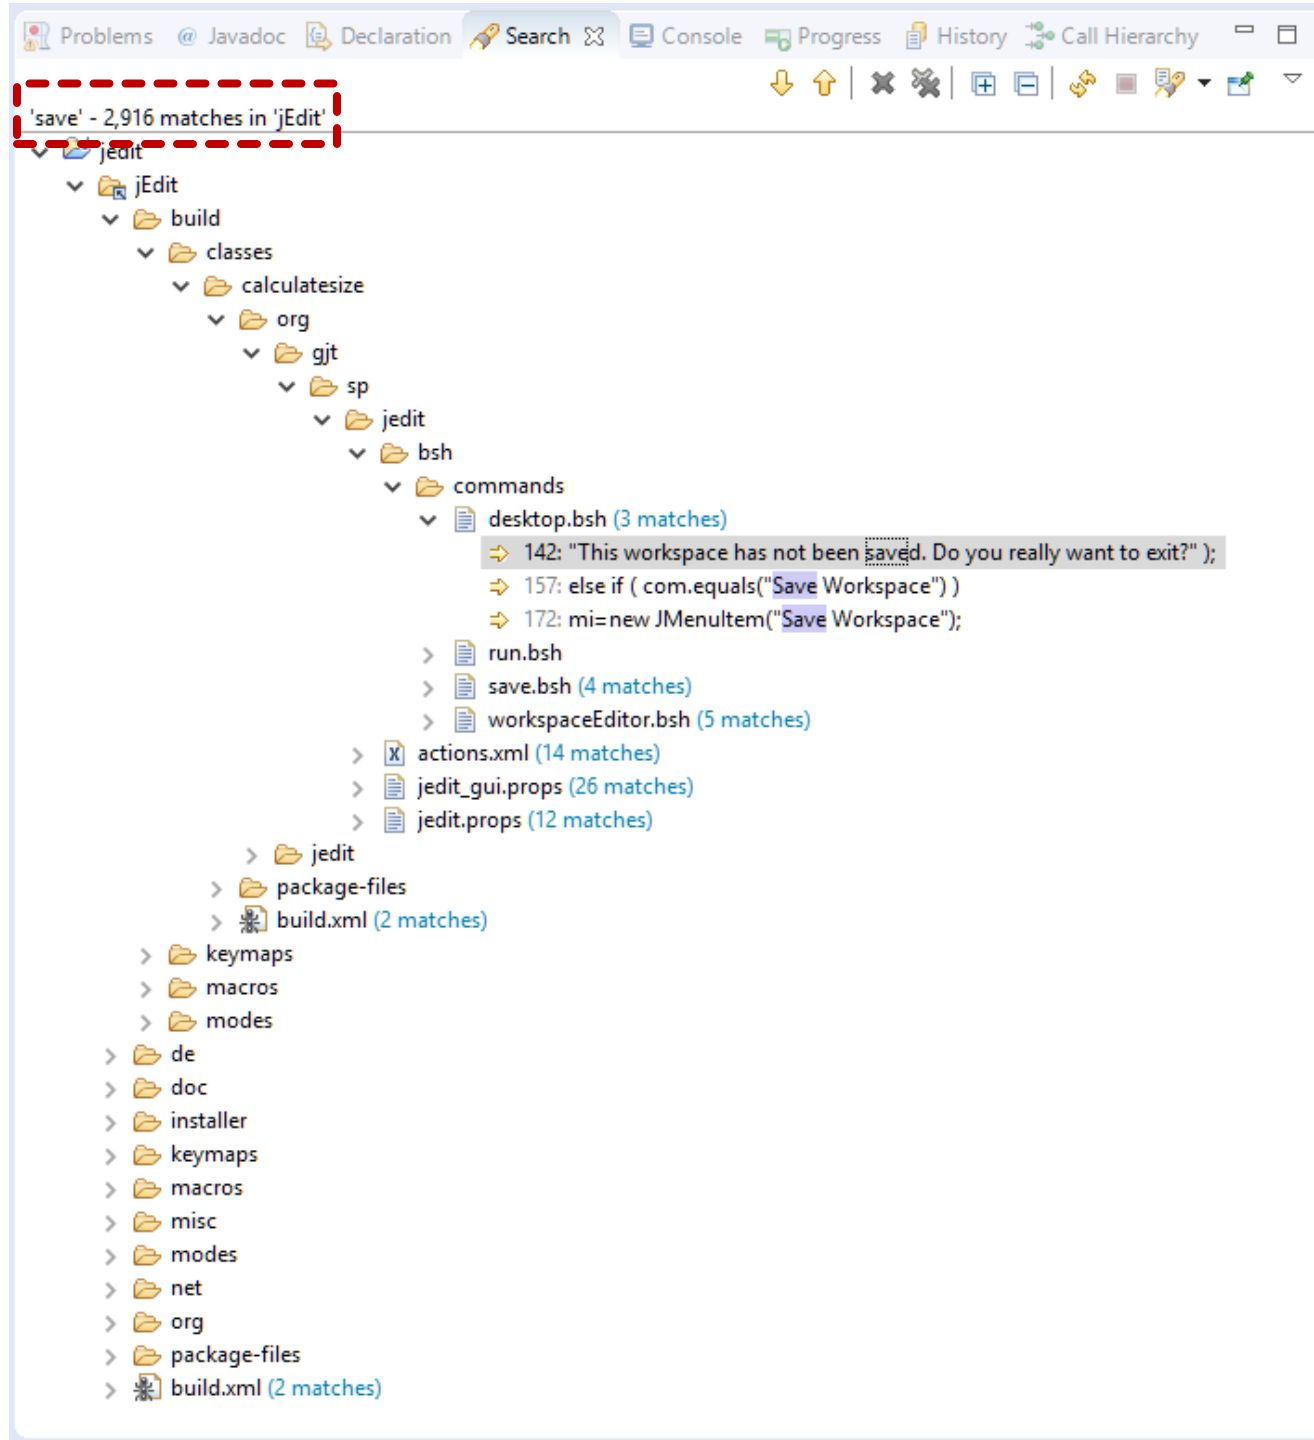 Problems @ Javadoc Declaration Search Console Progress History Call Hierarchy
'save' - 2,916 matches in 'jEdit'
jedit
jEdit
build
classes
calculatesize
org
gjt
sp
jedit
bsh
commands
desktop.bsh (3 matches)
142: "This workspace has not been saved. Do you really want to exit?" );
157: else if ( com.equals("Save Workspace") )
172: mi=new JMenuItem("Save Workspace");
run.bsh
save.bsh (4 matches)
workspaceEditor.bsh (5 matches)
actions.xml (14 matches)
jedit_gui.props (26 matches)
jedit.props (12 matches)
jedit
package-files
build.xml (2 matches)
keymaps
macros
modes
de
doc
installer
keymaps
macros
misc
modes
net
org
package-files
build.xml (2 matches)